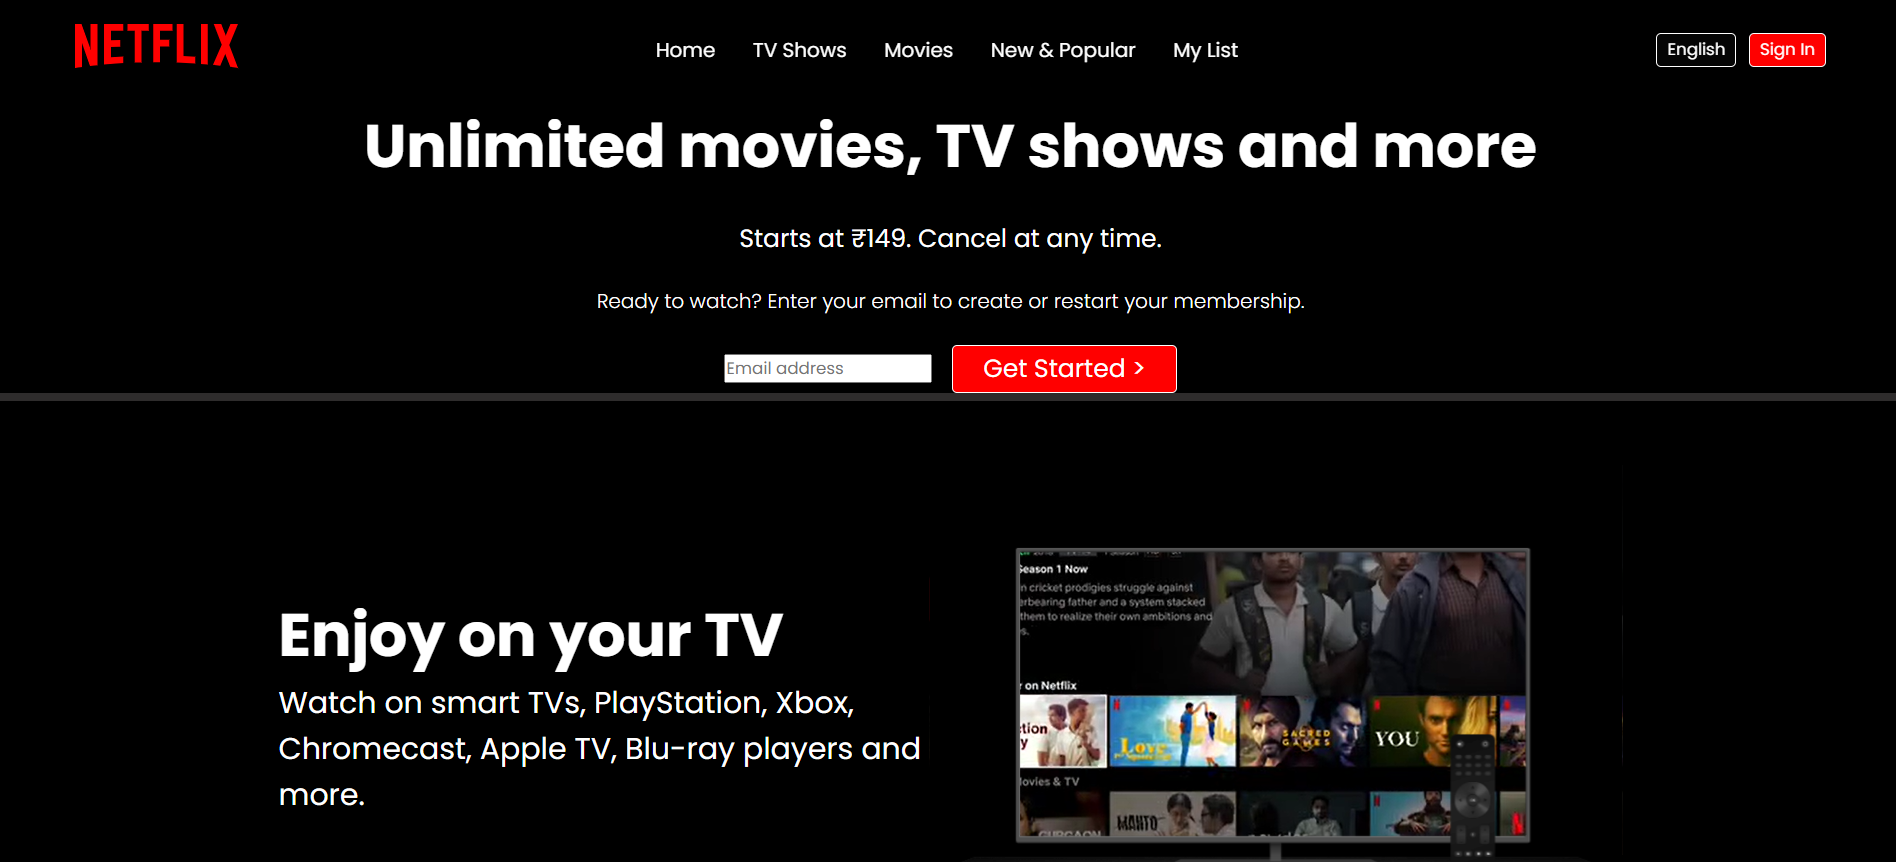 NETFLIX
Home
TV Shows
Movies
New & Popular
My List
English
Sign In
Unlimited movies, TV shows and more
Starts at ₹149. Cancel at any time.
Ready to watch? Enter your email to create or restart your membership.
Email address
Get Started >
Enjoy on your TV
Watch on smart TVs, PlayStation, Xbox,
Chromecast, Apple TV, Blu-ray players and
more.
Season 1 Now
n cricket prodigies struggle against
erbearing father and a system stacked
them to realize their own ambitions and
s.
y on Netflix
ction
y
Love
SACRED
GAMES
YOU
Movies & TV
MANTO
GURGAON